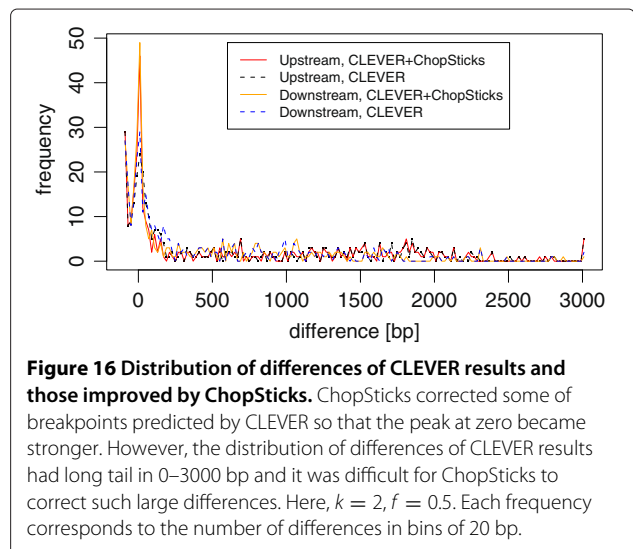 50
40
30
20
10
0
frequency
Upstream, CLEVER+ChopSticks
Upstream, CLEVER
Downstream, CLEVER+ChopSticks
Downstream, CLEVER
0 500 1000 1500 2000 2500 3000
difference [bp]
Figure 16 Distribution of differences of CLEVER results and
those improved by ChopSticks. ChopSticks corrected some of
breakpoints predicted by CLEVER so that the peak at zero became
stronger. However, the distribution of differences of CLEVER results
had long tail in 0–3000 bp and it was difficult for ChopSticks to
correct such large differences. Here, k = 2, f = 0.5. Each frequency
corresponds to the number of differences in bins of 20 bp.